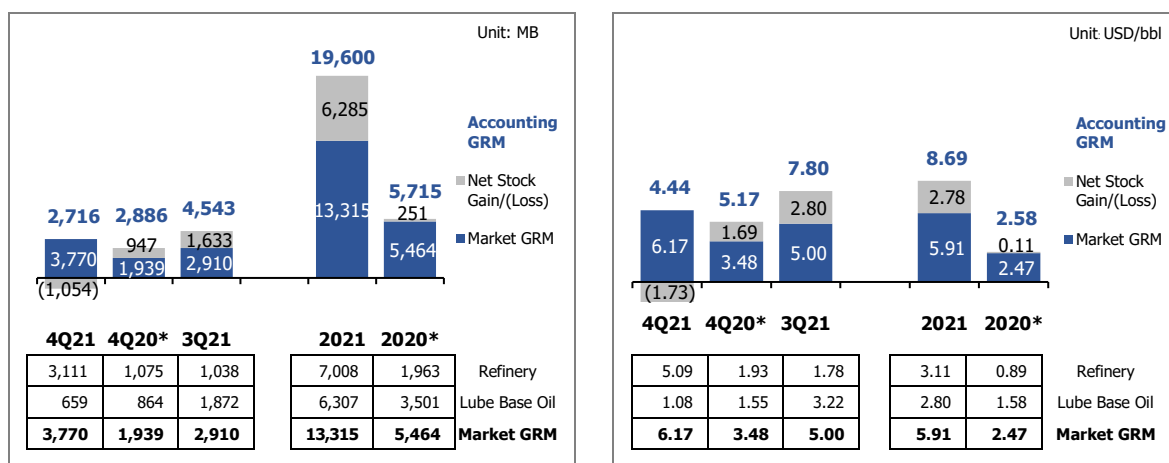 Unit: MB
19,600
6,285
13,315
Accounting
GRM
Net Stock
Gain/(Loss)
Market GRM
2,716
2,886
4,543
5,715
251
5,464
947
1,633
3,770
1,939
2,910
(1,054)
4Q21 4Q20* 3Q21 2021 2020*
3,111 1,075 1,038 7,008 1,963 Refinery
659 864 1,872 6,307 3,501 Lube Base Oil
3,770 1,939 2,910 13,315 5,464 Market GRM
Unit: USD/bbl
Accounting
GRM
Net Stock
Gain/(Loss)
Market GRM
4.44
5.17
7.80
8.69
2.58
1.69
2.80
2.78
0.11
6.17
3.48
5.00
5.91
2.47
(1.73)
4Q21 4Q20* 3Q21 2021 2020*
5.09 1.93 1.78 3.11 0.89 Refinery
1.08 1.55 3.22 2.80 1.58 Lube Base Oil
6.17 3.48 5.00 5.91 2.47 Market GRM